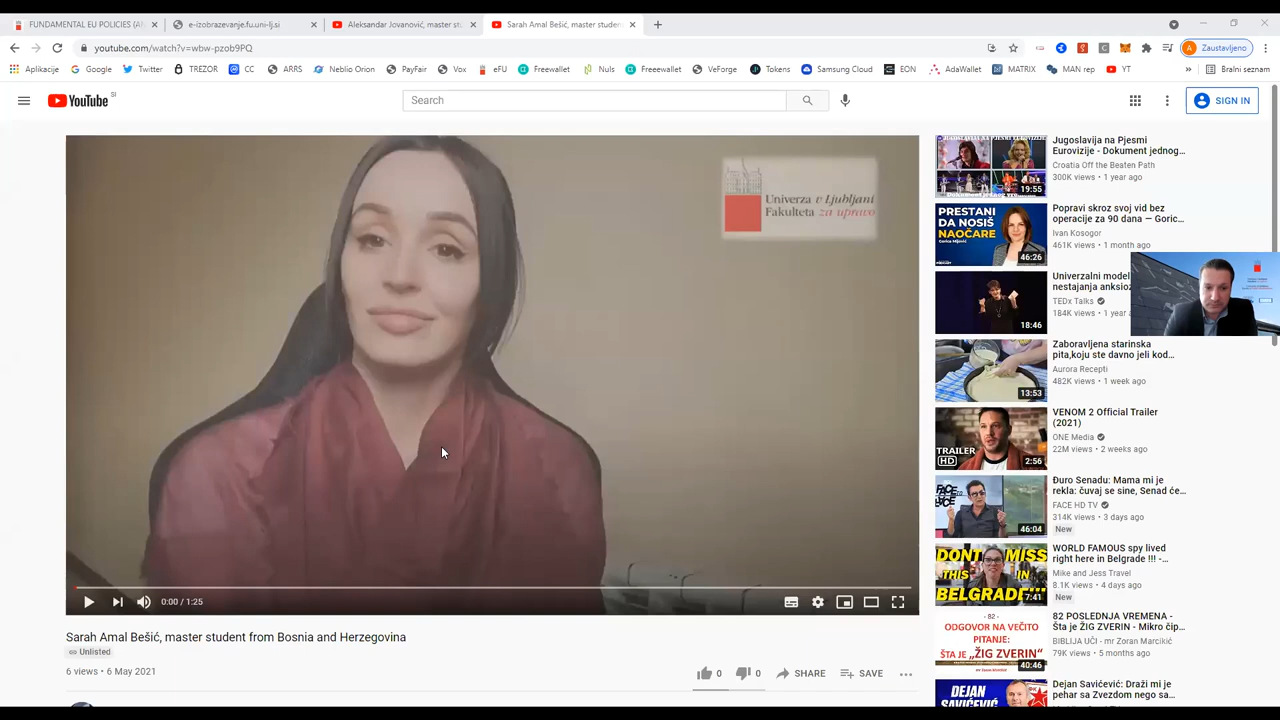 FUNDAMENTAL EU POLICIES (AN
e-izobrazevanje.fu.uni-lj.si
Aleksandar Jovanović, master stu
Sarah Amal Bešić, master studen
youtube.com/watch?v=wbw-pzob9PQ
A
Zaustavljeno
Aplikacije
Google
Twitter
TREZOR
CC
ARRS
Neblio Orion
PayFair
Vox
eFU
Freewallet
Nuls
Freeewallet
VeForge
Tokens
Samsung Cloud
EON
AdaWallet
MATRIX
MAN rep
YT
»
Bralni seznam
YouTube SI
Search
SIGN IN
Univerza v Ljubljani
Fakulteta za upravo
0:00 / 1:25
Sarah Amal Bešić, master student from Bosnia and Herzegovina
Unlisted
6 views • 6 May 2021
0
0
SHARE
SAVE
19:55
Jugoslavija na Pjesmi
Eurovizije - Dokument jednog...
Croatia Off the Beaten Path
300K views • 1 year ago
PRESTANI
DA NOSIŠ
NAOČARE
46:26
Popravi skroz svoj vid bez
operacije za 90 dana — Goric...
Ivan Kosogor
461K views • 1 month ago
18:46
Univerzalni model
nestajanja anksioz
TEDx Talks
184K views • 1 year
13:53
Zaboravljena starinska
pita,koju ste davno jeli kod...
Aurora Recepti
482K views • 1 week ago
TRAILER
HD
2:56
VENOM 2 Official Trailer
(2021)
ONE Media
22M views • 2 weeks ago
46:04
Đuro Senadu: Mama mi je
rekla: čuvaj se sine, Senad će...
FACE HD TV
314K views • 3 days ago
New
DONT MISS
THIS IN
BELGRADE!!!
7:41
WORLD FAMOUS spy lived
right here in Belgrade !!! -...
Mike and Jess Travel
8.1K views • 4 days ago
New
- 82 -
ODGOVOR NA VEČITO
PITANJE:
ŠTA JE „ŽIG ZVERIN”
mr Zoran Marcikić
40:46
82 POSLEDNJA VREMENA -
Šta je ŽIG ZVERIN - Mikro čip...
BIBLIJA UČI - mr Zoran Marcikić
79K views • 5 months ago
DEJAN
SAVIĆEVIĆ
Dejan Savićević: Draži mi je
pehar sa Zvezdom nego sa...